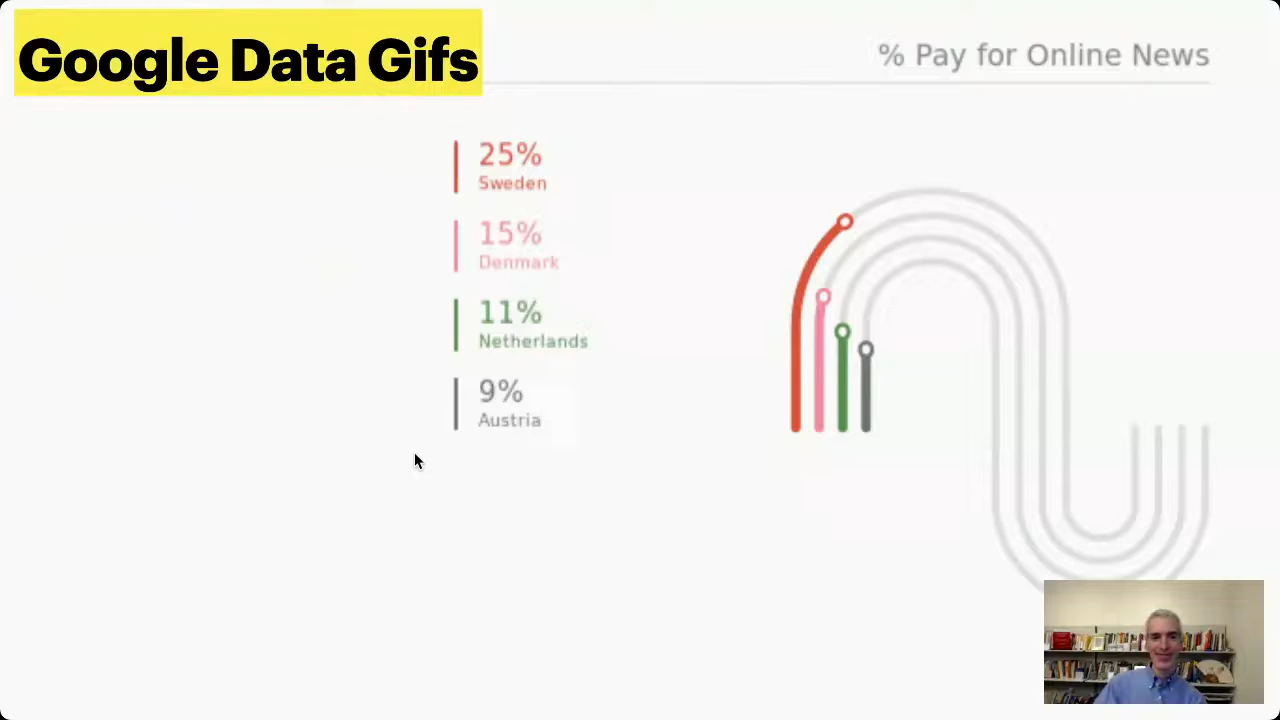 Google Data Gifs
% Pay for Online News
25%
Sweden
15%
Denmark
11%
Netherlands
9%
Austria